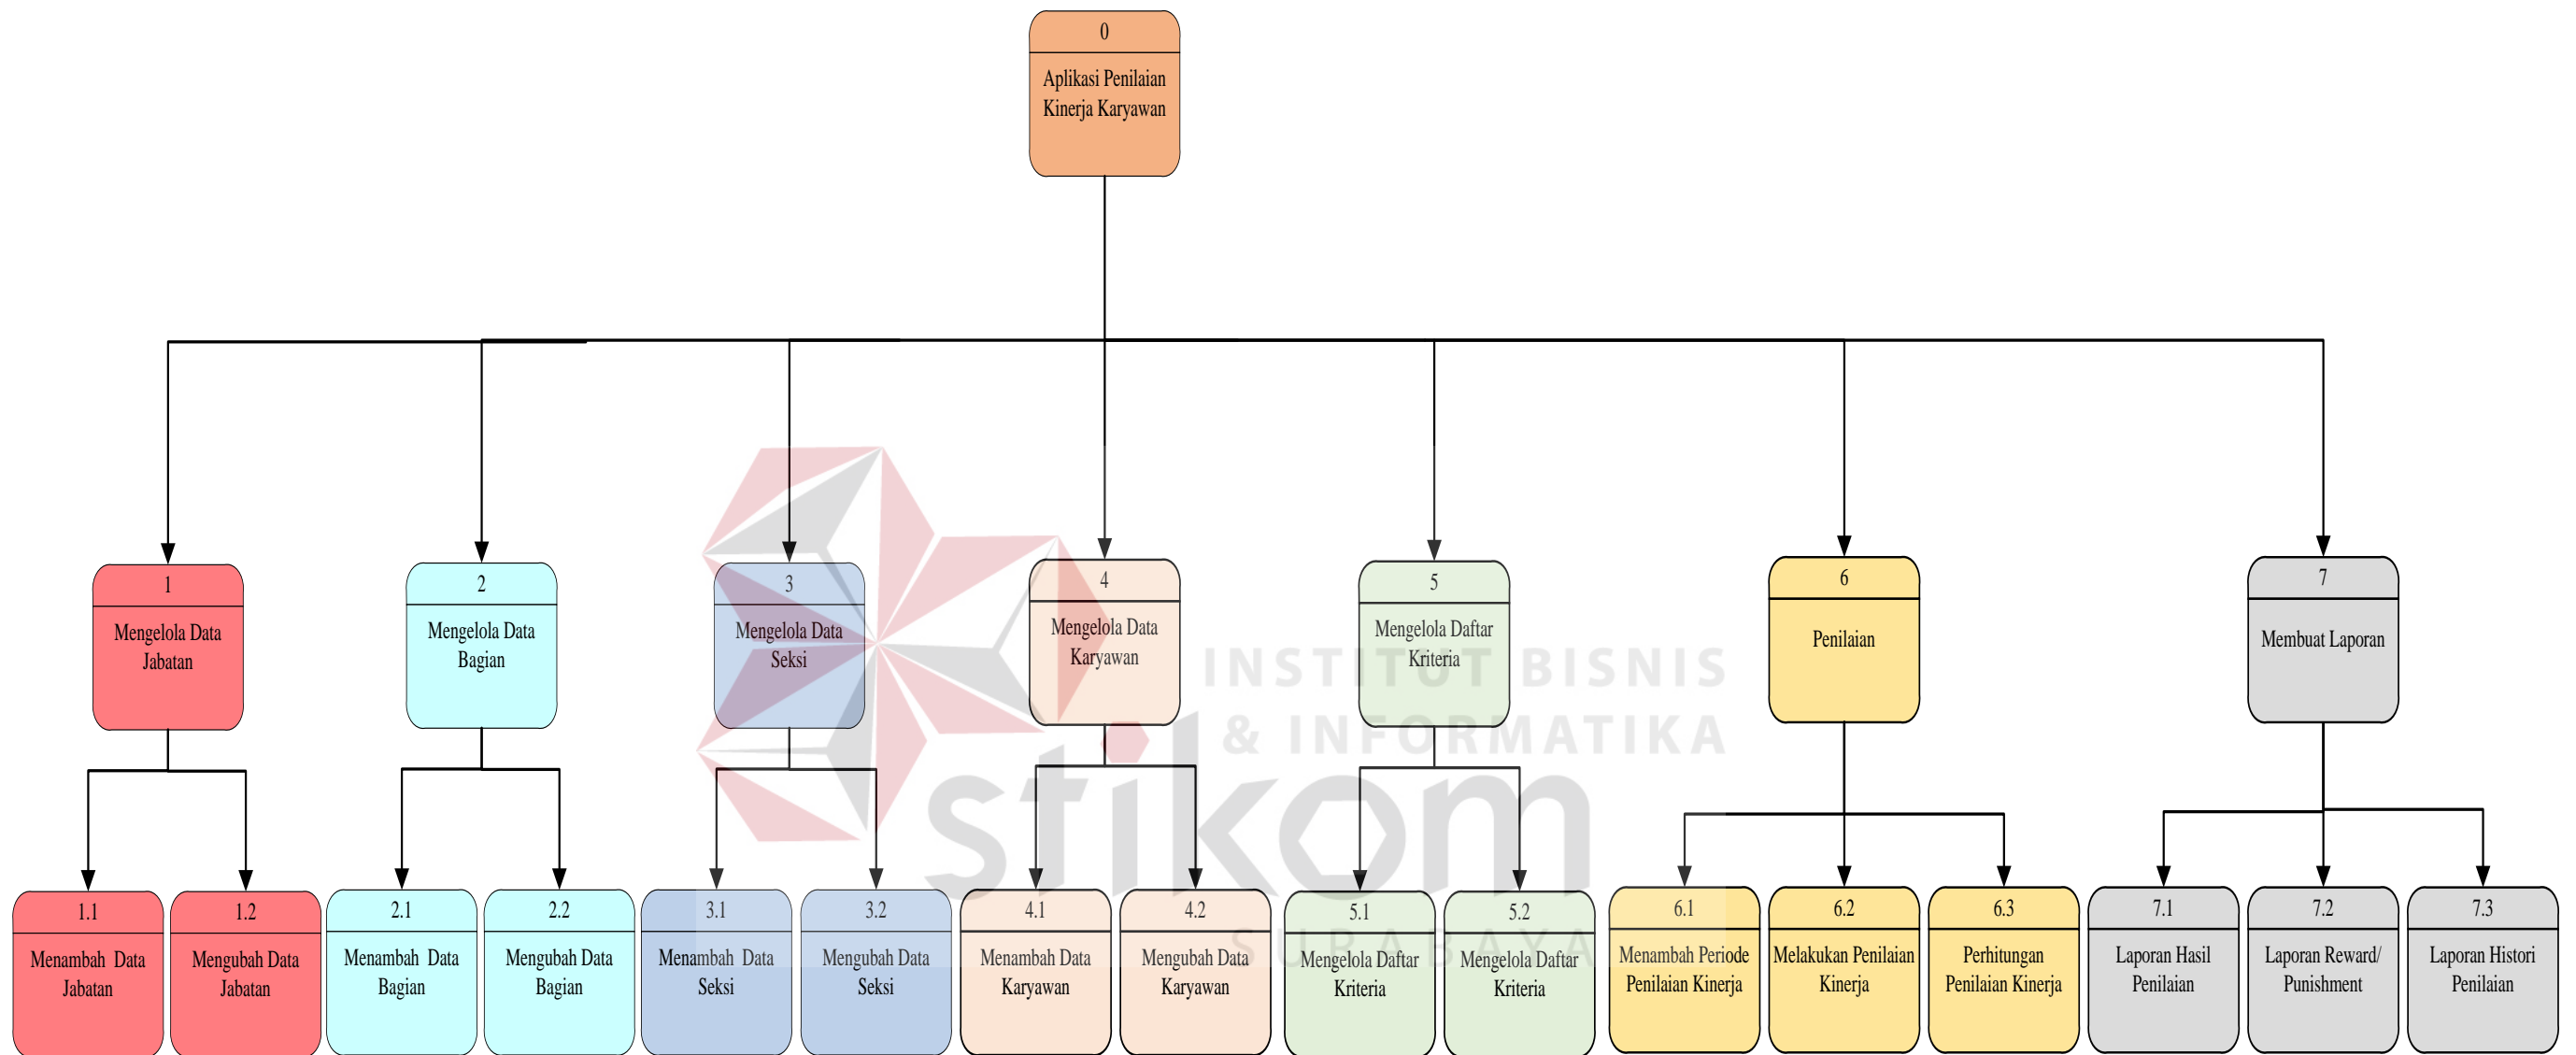 0
Aplikasi Penilaian
Kinerja Karyawan
1
Mengelola Data
Jabatan
2
Mengelola Data
Bagian
3
Mengelola Data
Seksi
4
Mengelola Data
Karyawan
5
Mengelola Daftar
Kriteria
6
Penilaian
7
Membuat Laporan
INSTITUT BISNIS
& INFORMATIKA
stikom
SURABAYA
1.1
Menambah Data
Jabatan
1.2
Mengubah Data
Jabatan
2.1
Menambah Data
Bagian
2.2
Mengubah Data
Bagian
3.1
Menambah Data
Seksi
3.2
Mengubah Data
Seksi
4.1
Menambah Data
Karyawan
4.2
Mengubah Data
Karyawan
5.1
Mengelola Daftar
Kriteria
5.2
Mengelola Daftar
Kriteria
6.1
Menambah Periode
Penilaian Kinerja
6.2
Melakukan Penilaian
Kinerja
6.3
Perhitungan
Penilaian Kinerja
7.1
Laporan Hasil
Penilaian
7.2
Laporan Reward/
Punishment
7.3
Laporan Histori
Penilaian